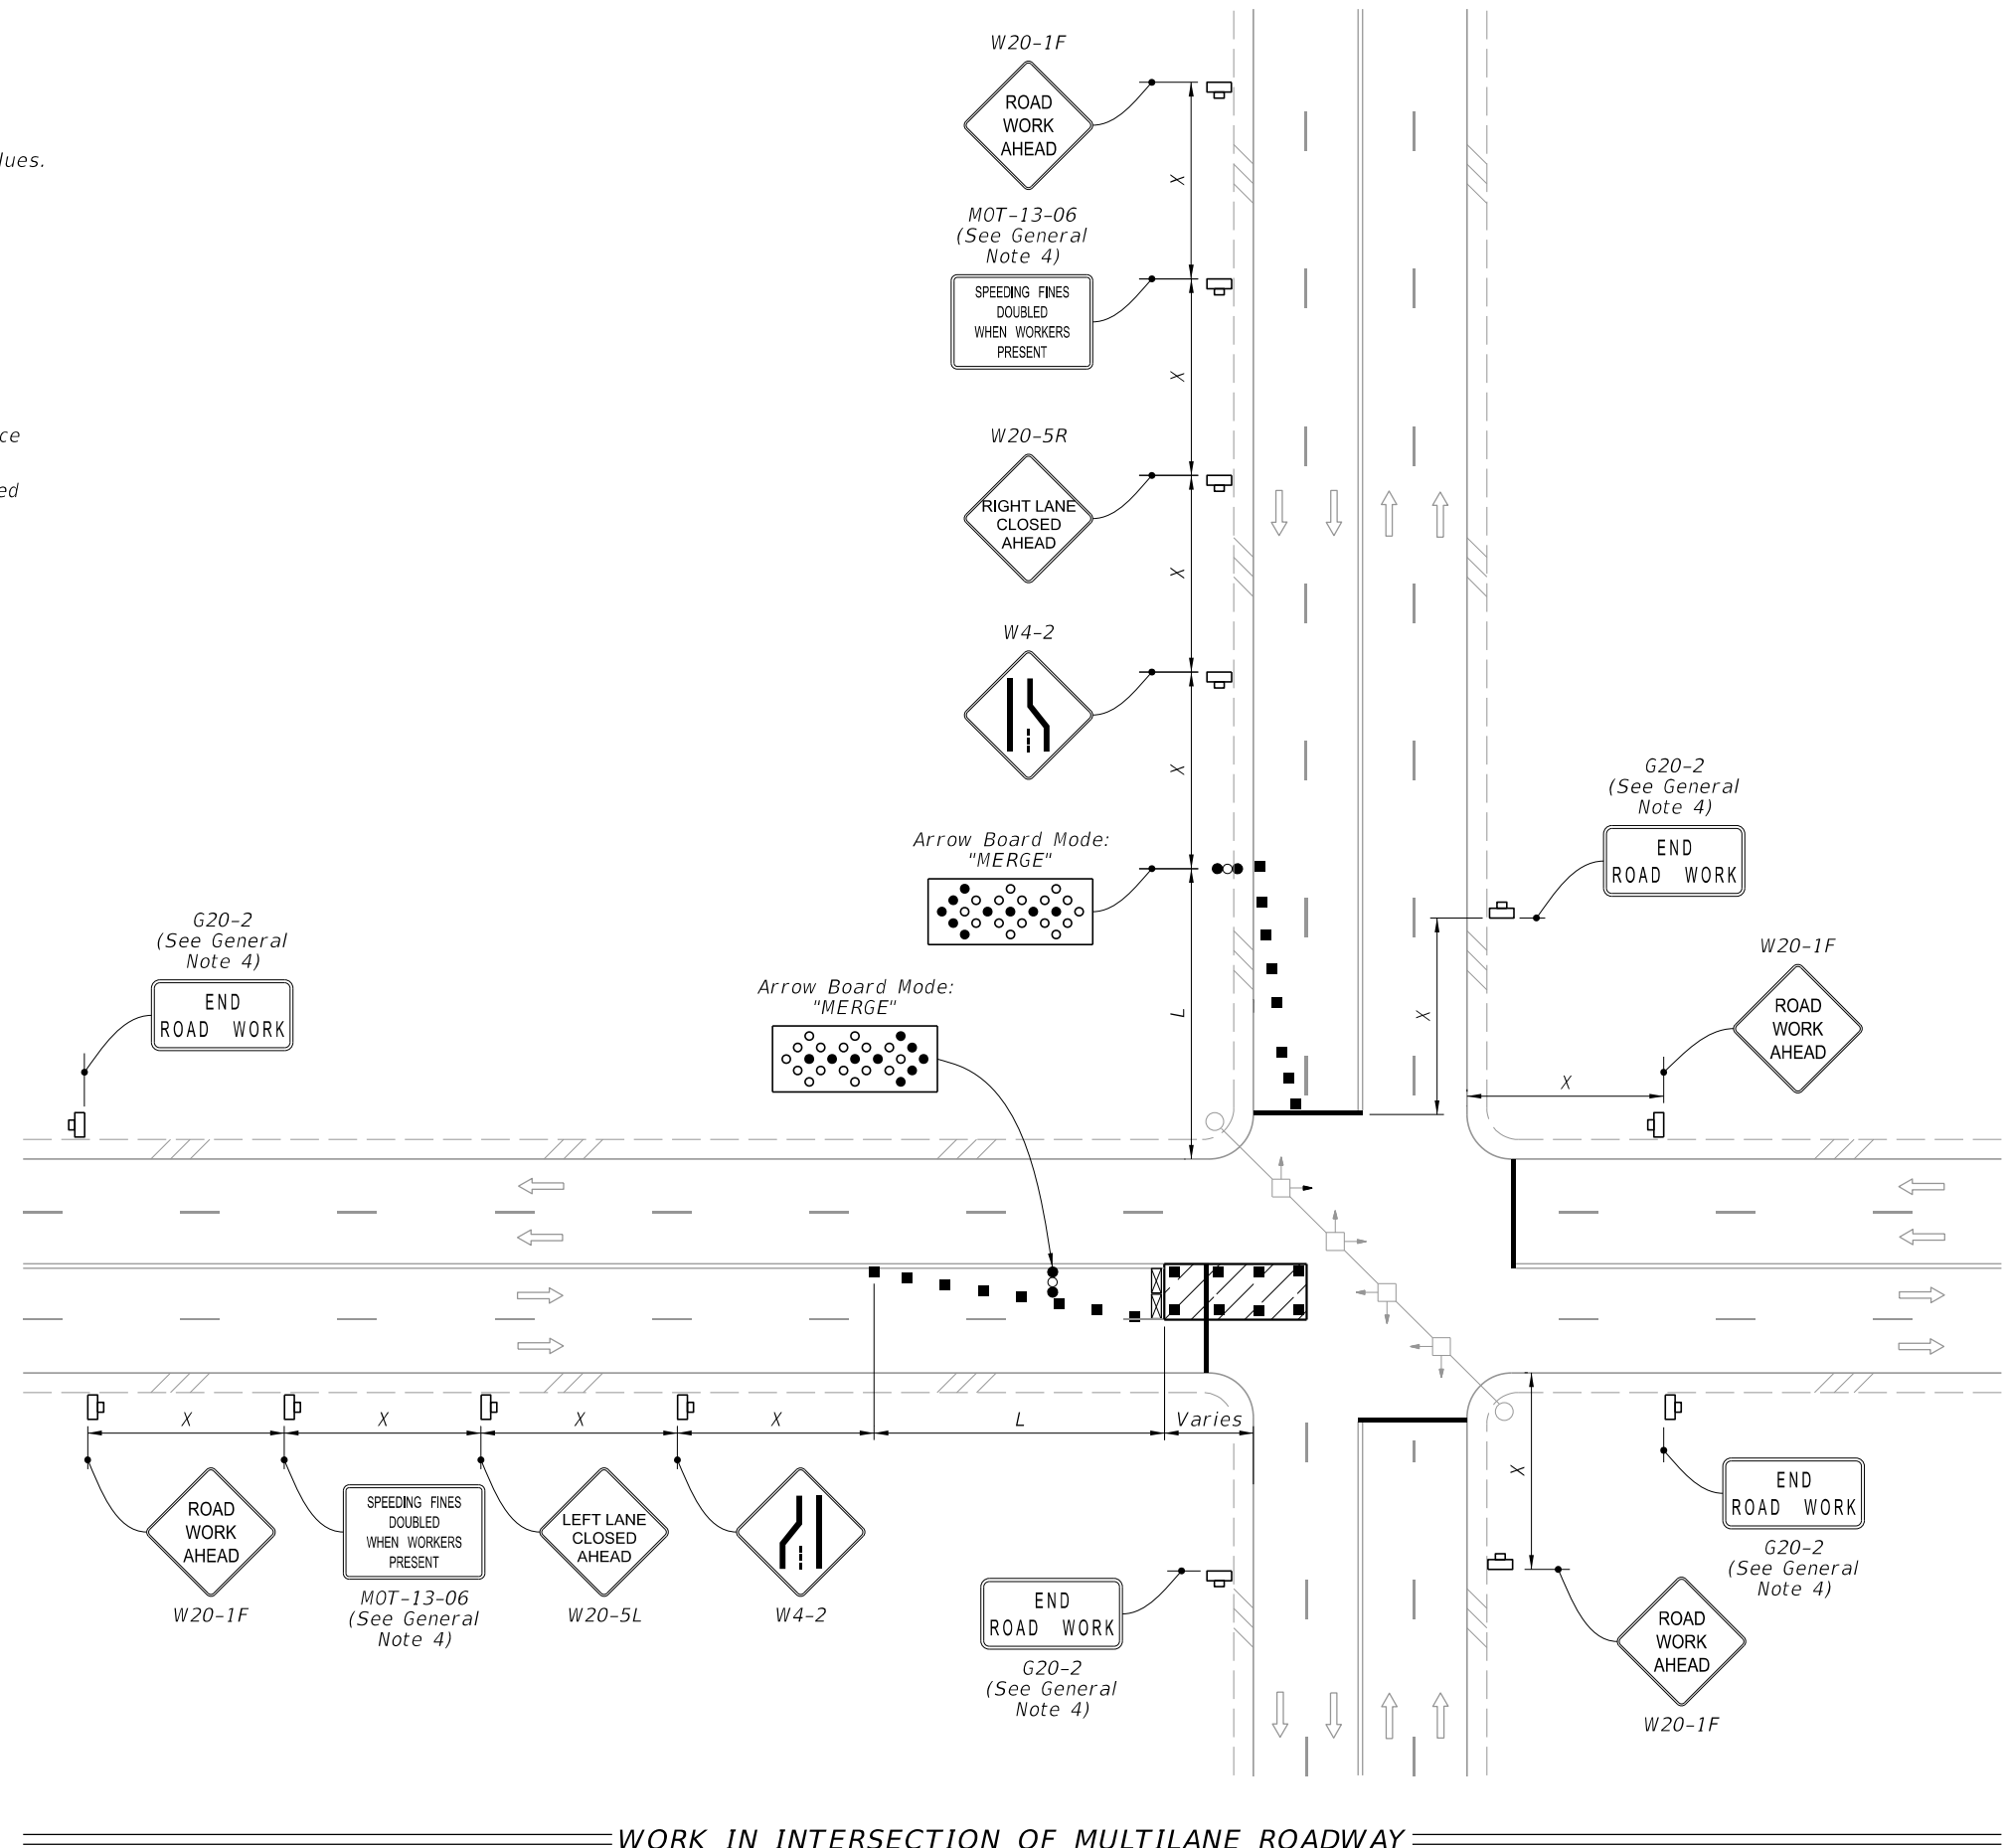 W20-1F
ROAD
WORK
AHEAD
X
MOT-13-06
(See General
Note 4)
SPEEDING FINES
DOUBLED
WHEN WORKERS
PRESENT
X
W20-5R
RIGHT LANE
CLOSED
AHEAD
X
W4-2
X
Arrow Board Mode:
"MERGE"
L
G20-2
(See General
Note 4)
END
ROAD WORK
X
W20-1F
ROAD
WORK
AHEAD
X
G20-2
(See General
Note 4)
END
ROAD WORK
Arrow Board Mode:
"MERGE"
X
X
X
X
L
Varies
X
ROAD
WORK
AHEAD
W20-1F
SPEEDING FINES
DOUBLED
WHEN WORKERS
PRESENT
MOT-13-06
(See General
Note 4)
LEFT LANE
CLOSED
AHEAD
W20-5L
W4-2
END
ROAD WORK
G20-2
(See General
Note 4)
END
ROAD WORK
G20-2
(See General
Note 4)
ROAD
WORK
AHEAD
W20-1F
WORK IN INTERSECTION OF MULTILANE ROADWAY